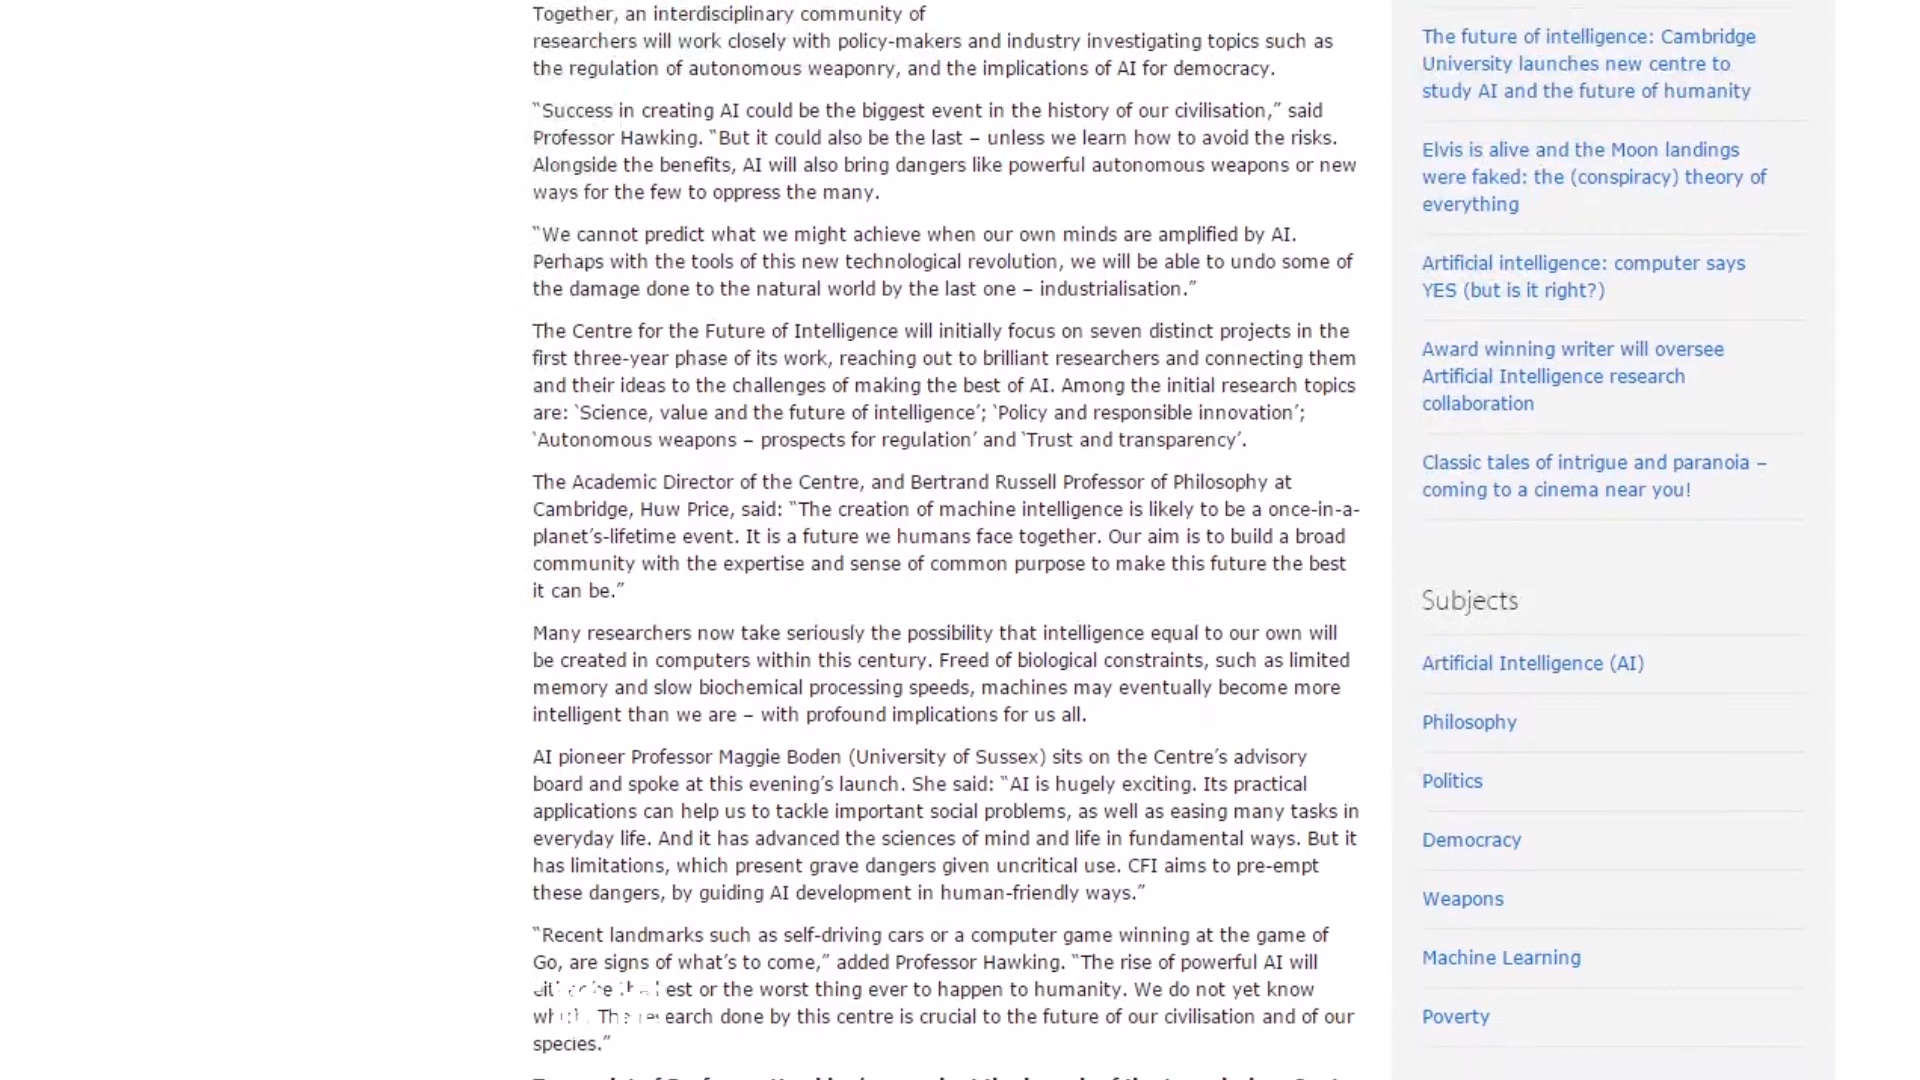 Together, an interdisciplinary community of
researchers will work closely with policy-makers and industry investigating topics such as
the regulation of autonomous weaponry, and the implications of AI for democracy.
“Success in creating AI could be the biggest event in the history of our civilisation,” said
Professor Hawking. “But it could also be the last – unless we learn how to avoid the risks.
Alongside the benefits, AI will also bring dangers like powerful autonomous weapons or new
ways for the few to oppress the many.
“We cannot predict what we might achieve when our own minds are amplified by AI.
Perhaps with the tools of this new technological revolution, we will be able to undo some of
the damage done to the natural world by the last one – industrialisation.”
The Centre for the Future of Intelligence will initially focus on seven distinct projects in the
first three-year phase of its work, reaching out to brilliant researchers and connecting them
and their ideas to the challenges of making the best of AI. Among the initial research topics
are: ‘Science, value and the future of intelligence’; ‘Policy and responsible innovation’;
‘Autonomous weapons – prospects for regulation’ and ‘Trust and transparency’.
The Academic Director of the Centre, and Bertrand Russell Professor of Philosophy at
Cambridge, Huw Price, said: “The creation of machine intelligence is likely to be a once-in-a-
planet’s-lifetime event. It is a future we humans face together. Our aim is to build a broad
community with the expertise and sense of common purpose to make this future the best
it can be.”
Many researchers now take seriously the possibility that intelligence equal to our own will
be created in computers within this century. Freed of biological constraints, such as limited
memory and slow biochemical processing speeds, machines may eventually become more
intelligent than we are – with profound implications for us all.
AI pioneer Professor Maggie Boden (University of Sussex) sits on the Centre’s advisory
board and spoke at this evening’s launch. She said: “AI is hugely exciting. Its practical
applications can help us to tackle important social problems, as well as easing many tasks in
everyday life. And it has advanced the sciences of mind and life in fundamental ways. But it
has limitations, which present grave dangers given uncritical use. CFI aims to pre-empt
these dangers, by guiding AI development in human-friendly ways.”
“Recent landmarks such as self-driving cars or a computer game winning at the game of
Go, are signs of what’s to come,” added Professor Hawking. “The rise of powerful AI will
or the worst thing ever to happen to humanity. We do not yet know
done by this centre is crucial to the future of our civilisation and of our
species.”
The future of intelligence: Cambridge
University launches new centre to
study AI and the future of humanity
Elvis is alive and the Moon landings
were faked: the (conspiracy) theory of
everything
Artificial intelligence: computer says
YES (but is it right?)
Award winning writer will oversee
Artificial Intelligence research
collaboration
Classic tales of intrigue and paranoia –
coming to a cinema near you!
Subjects
Artificial Intelligence (AI)
Philosophy
Politics
Democracy
Weapons
Machine Learning
Poverty